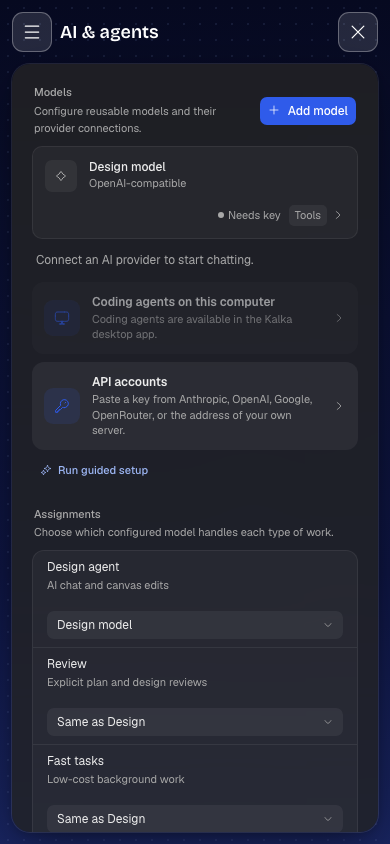 AI & agents
Models
Configure reusable models and their
provider connections.
Add model
Design model
OpenAI-compatible
Needs key
Tools
Connect an AI provider to start chatting.
Coding agents on this computer
Coding agents are available in the Kalka
desktop app.
API accounts
Paste a key from Anthropic, OpenAI, Google,
OpenRouter, or the address of your own
server.
Run guided setup
Assignments
Choose which configured model handles each type of work.
Design agent
AI chat and canvas edits
Design model
Review
Explicit plan and design reviews
Same as Design
Fast tasks
Low-cost background work
Same as Design